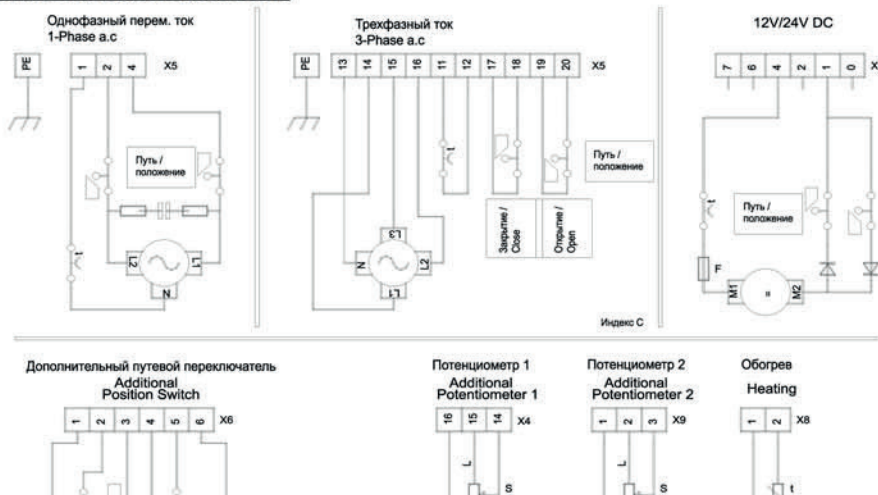 Однофазный перем. ток
1-Phase a.c
PE
1 2 4 X5
Путь /
положение
t
L2 L1
N
Трехфазный ток
3-Phase a.c
PE
13 14 15 16 11 12 17 18 19 20 X5
t
Путь /
положение
Закрытие /
Close
Открытие /
Open
L3
N L2
L1
Индекс C
12V/24V DC
7 6 4 2 1 0 X
t
Путь /
положение
F
M1 = M2
Дополнительный путевой переключатель
Additional
Position Switch
1 2 3 4 5 6 X6
Потенциометр 1
Additional
Potentiometer 1
16 15 14 X4
L
S
Потенциометр 2
Additional
Potentiometer 2
1 2 3 X9
L
S
Обогрев
Heating
1 2 X8
t